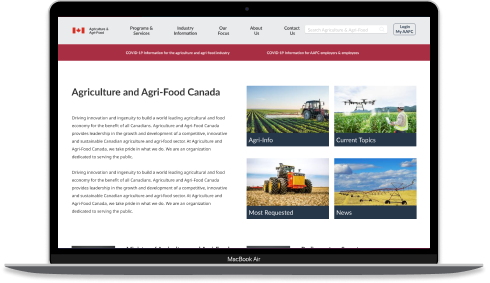 Agriculture &
Agri-Food
Programs &
Services
Industry
Information
Our
Focus
About
Us
Contact
Us
Search Agriculture & Agri-Food
Login
My AAFC
COVID-19 Information for the agriculture and agri-food industry
COVID-19 Information for AAFC employees & employees
Agriculture and Agri-Food Canada
Driving innovation and ingenuity to build a world leading agricultural and food
economy for the benefit of all Canadians. Agriculture and Agri-Food Canada
provides leadership in the growth and development of a competitive, innovative
and sustainable Canadian agriculture and agri-food sector. At Agriculture and
Agri-Food Canada, we take pride in what we do. We are an organization
dedicated to serving the public.
Driving innovation and ingenuity to build a world leading agricultural and food
economy for the benefit of all Canadians. Agriculture and Agri-Food Canada
provides leadership in the growth and development of a competitive, innovative
and sustainable Canadian agriculture and agri-food sector. At Agriculture and
Agri-Food Canada, we take pride in what we do. We are an organization
dedicated to serving the public.
Agri-Info
Current Topics
Most Requested
News
MacBook Air